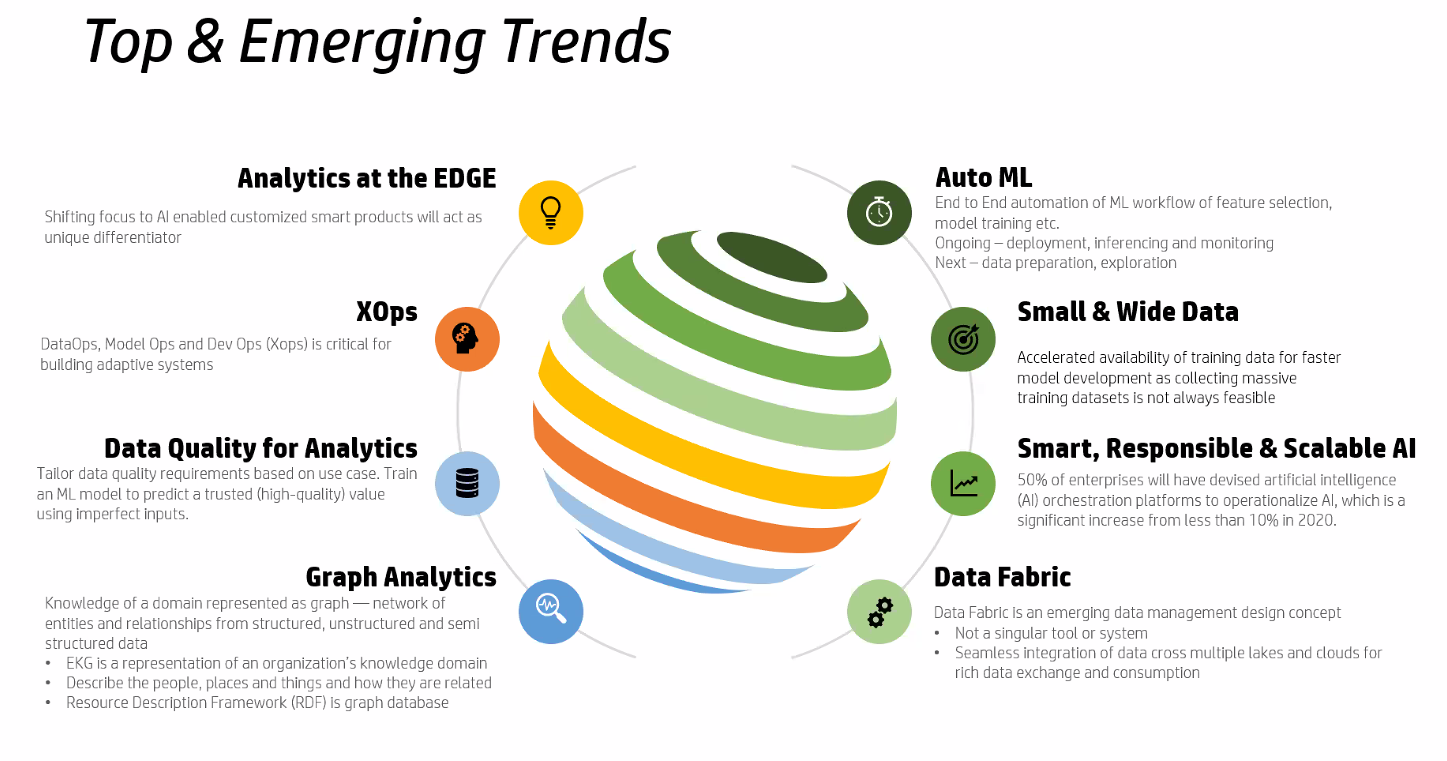 Top & Emerging Trends
Analytics at the EDGE
Shifting focus to AI enabled customized smart products will act as
unique differentiator
XOps
DataOps, Model Ops and Dev Ops (Xops) is critical for
building adaptive systems
Data Quality for Analytics
Tailor data quality requirements based on use case. Train
an ML model to predict a trusted (high-quality) value
using imperfect inputs.
Graph Analytics
Knowledge of a domain represented as graph — network of
entities and relationships from structured, unstructured and semi
structured data
• EKG is a representation of an organization's knowledge domain
• Describe the people, places and things and how they are related
• Resource Description Framework (RDF) is graph database
Auto ML
End to End automation of ML workflow of feature selection,
model training etc.
Ongoing – deployment, inferencing and monitoring
Next – data preparation, exploration
Small & Wide Data
Accelerated availability of training data for faster
model development as collecting massive
training datasets is not always feasible
Smart, Responsible & Scalable AI
50% of enterprises will have devised artificial intelligence
(AI) orchestration platforms to operationalize AI, which is a
significant increase from less than 10% in 2020.
Data Fabric
Data Fabric is an emerging data management design concept
• Not a singular tool or system
• Seamless integration of data cross multiple lakes and clouds for
rich data exchange and consumption